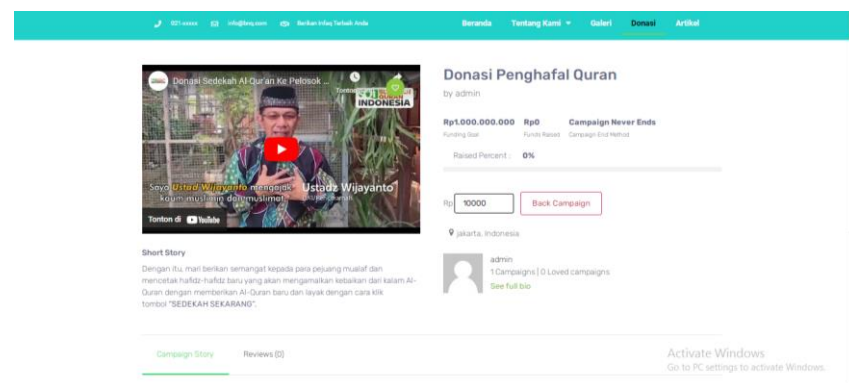 021-xxxxx info@brq.com Berikan Infaq Terbaik Anda Beranda Tentang Kami Galeri Donasi Artikel
Donasi Sedekah Al-Qur'an Ke Pelosok ...
INDONESIA
Saya Ustad Wijayanto mengajak
kaum muslimin dan muslimat
Ustadz Wijayanto
Tonton di YouTube
Donasi Penghafal Quran
by admin
Rp1.000.000.000 Rp0 Campaign Never Ends
Funding Goal Funds Raised Campaign End Method
Raised Percent : 0%
Rp 10000 Back Campaign
jakarta, Indonesia
admin
1 Campaigns | 0 Loved campaigns
See full bio
Short Story
Dengan itu, mari berikan semangat kepada para pejuang mualaf dan
mencetak hafidz-hafidz baru yang akan mengamalkan kebaikan dari kalam Al-
Quran dengan memberikan Al-Quran baru dan layak dengan cara klik
tombol "SEDEKAH SEKARANG".
Campaign Story Reviews (0)
Activate Windows
Go to PC settings to activate Windows.